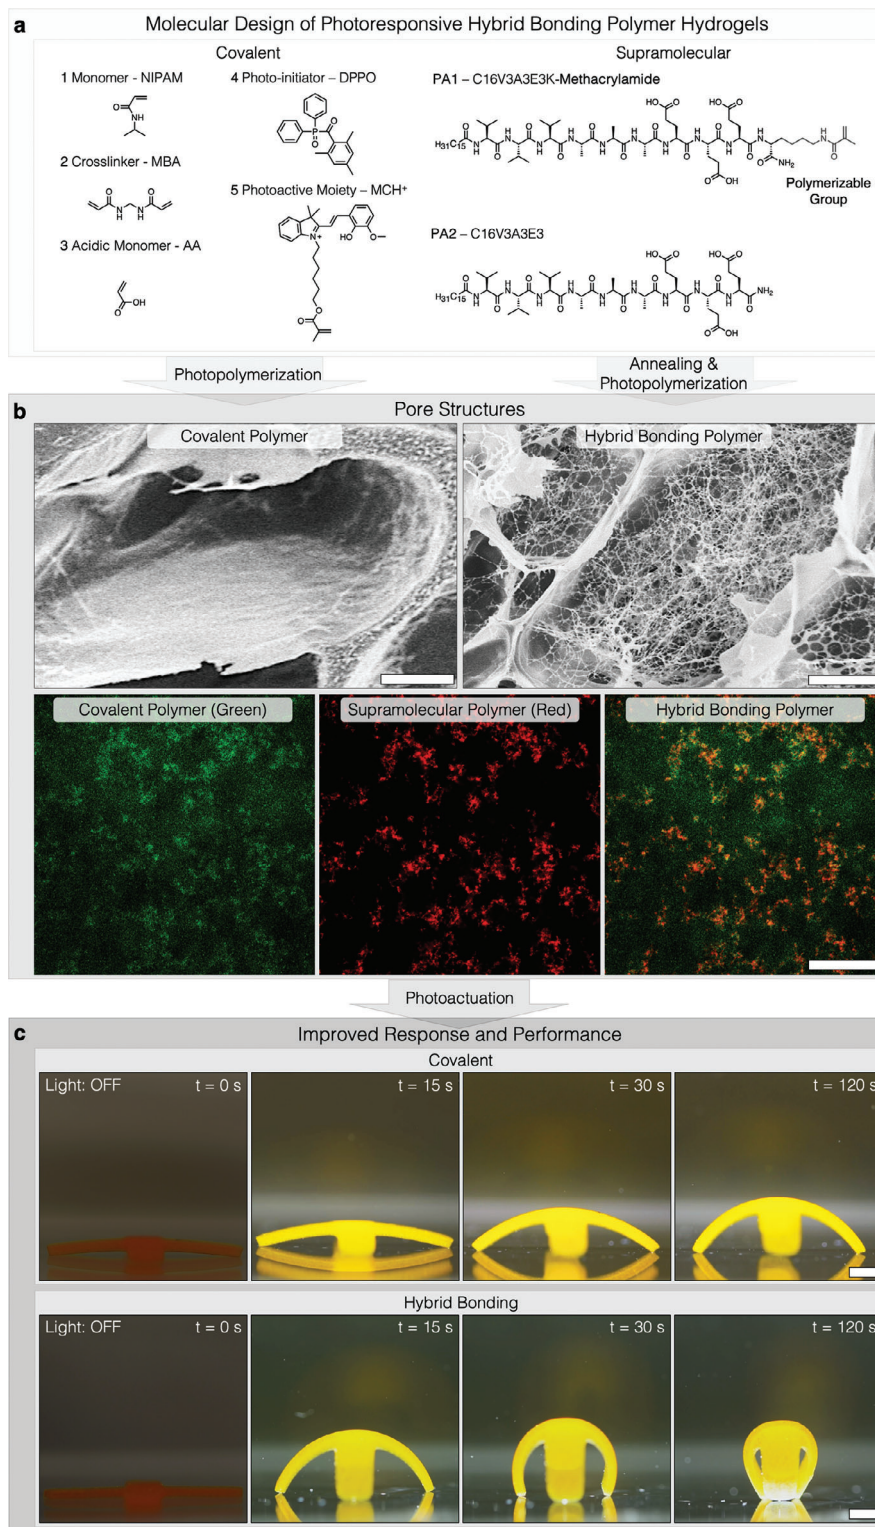 a
Molecular Design of Photoresponsive Hybrid Bonding Polymer Hydrogels
Covalent
Supramolecular
1 Monomer - NIPAM
4 Photo-initiator – DPPO
PA1 – C16V3A3E3K-Methacrylamide
2 Crosslinker - MBA
5 Photoactive Moiety – MCH⁺
Polymerizable
Group
3 Acidic Monomer - AA
PA2 – C16V3A3E3
Photopolymerization
Annealing &
Photopolymerization
b
Pore Structures
Covalent Polymer
Hybrid Bonding Polymer
Covalent Polymer (Green)
Supramolecular Polymer (Red)
Hybrid Bonding Polymer
Photoactuation
c
Improved Response and Performance
Covalent
Light: OFF t = 0 s
t = 15 s
t = 30 s
t = 120 s
Hybrid Bonding
Light: OFF t = 0 s
t = 15 s
t = 30 s
t = 120 s